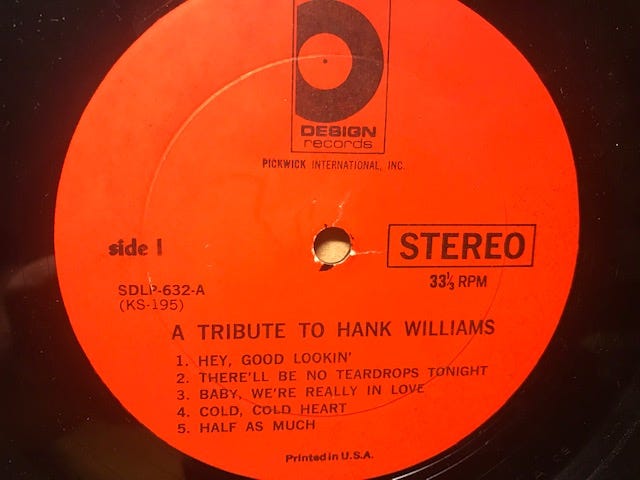 DESIGN
records
PICKWICK INTERNATIONAL, INC.
side 1
STEREO
SDLP-632-A
33⅓ RPM
(KS-195)
A TRIBUTE TO HANK WILLIAMS
1. HEY, GOOD LOOKIN'
2. THERE'LL BE NO TEARDROPS TONIGHT
3. BABY, WE'RE REALLY IN LOVE
4. COLD, COLD HEART
5. HALF AS MUCH
Printed in U.S.A.